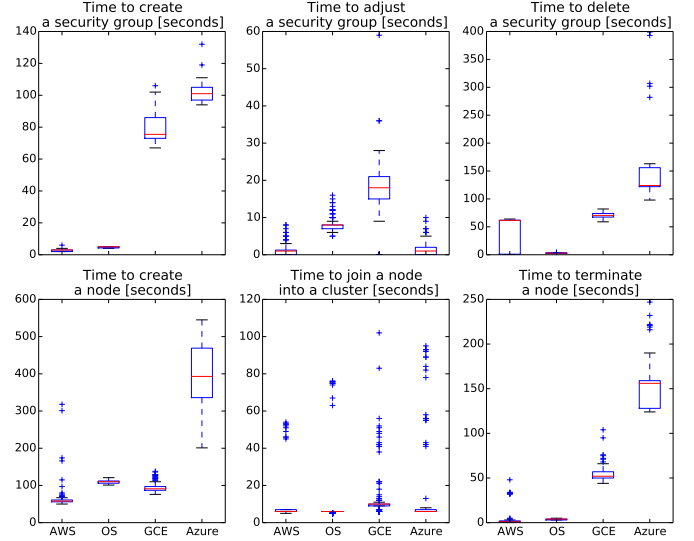 Time to create
a security group [seconds]
140
120
100
80
60
40
20
0
Time to adjust
a security group [seconds]
60
50
40
30
20
10
0
Time to delete
a security group [seconds]
400
350
300
250
200
150
100
50
0
Time to create
a node [seconds]
600
500
400
300
200
100
0
AWS OS GCE Azure
Time to join a node
into a cluster [seconds]
120
100
80
60
40
20
0
AWS OS GCE Azure
Time to terminate
a node [seconds]
250
200
150
100
50
0
AWS OS GCE Azure